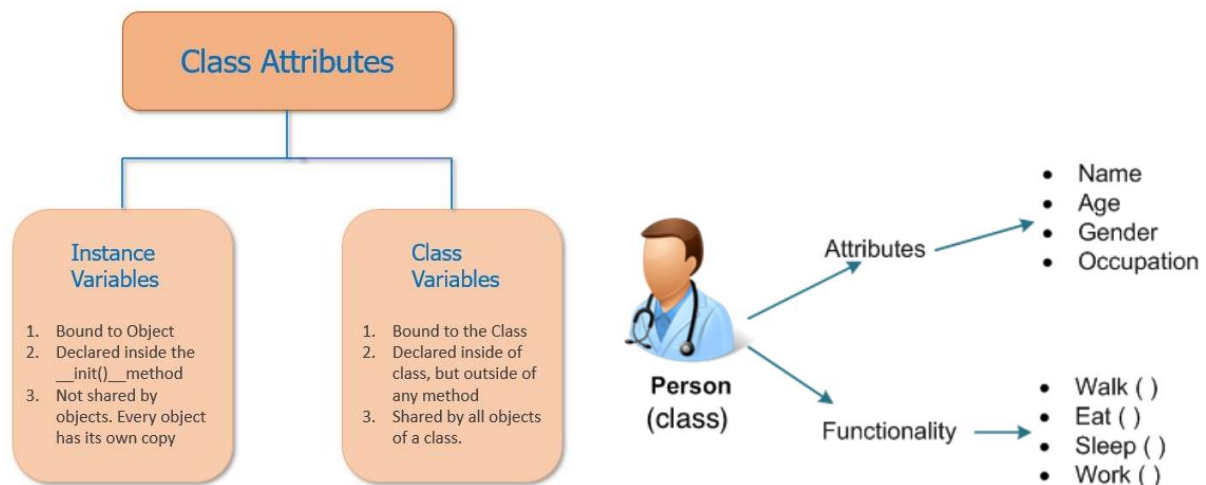 Class Attributes
Instance
Variables
1. Bound to Object
2. Declared inside the
__init()__method
3. Not shared by
objects. Every object
has its own copy
Class
Variables
1. Bound to the Class
2. Declared inside of
class, but outside of
any method
3. Shared by all objects
of a class.
Person
(class)
Attributes
• Name
• Age
• Gender
• Occupation
Functionality
• Walk ( )
• Eat ( )
• Sleep ( )
• Work ( )